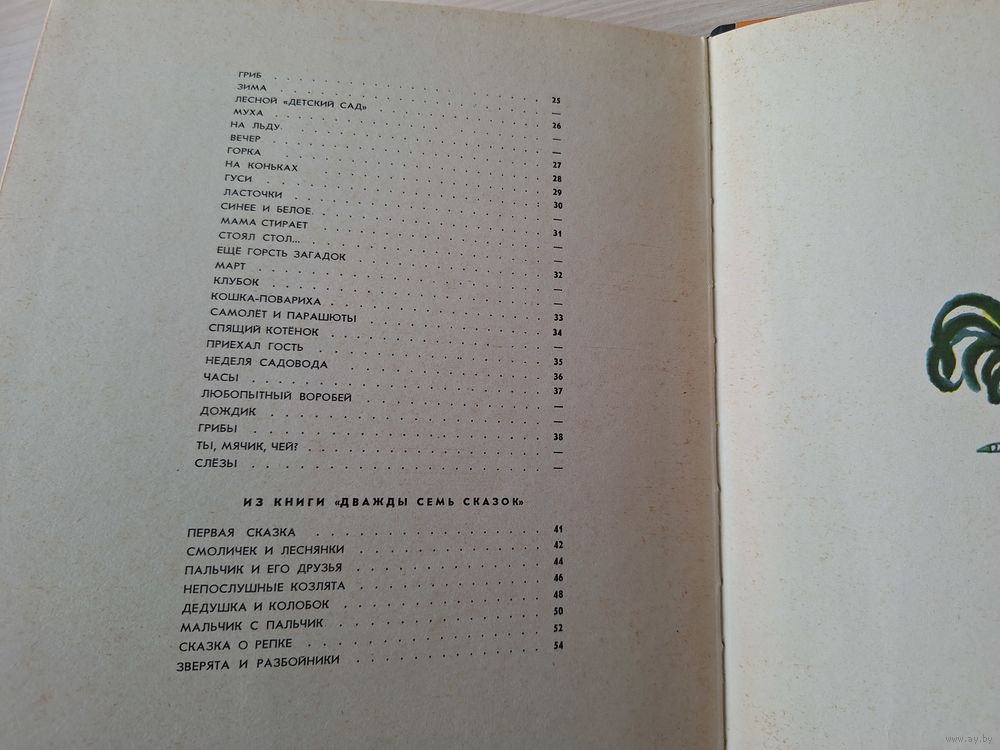 ГРИБ . . . 25
ЗИМА . . . —
ЛЕСНОЙ «ДЕТСКИЙ САД» . . . 26
МУХА . . . —
НА ЛЬДУ . . . —
ВЕЧЕР . . . 27
ГОРКА . . . 28
НА КОНЬКАХ . . . 29
ГУСИ . . . 30
ЛАСТОЧКИ . . . —
СИНЕЕ И БЕЛОЕ . . . 31
МАМА СТИРАЕТ . . . —
СТОЯЛ СТОЛ... . . . —
ЕЩЕ ГОРСТЬ ЗАГАДОК . . . 32
МАРТ . . . —
КЛУБОК . . . —
КОШКА-ПОВАРИХА . . . 33
САМОЛЁТ И ПАРАШЮТЫ . . . 34
СПЯЩИЙ КОТЁНОК . . . —
ПРИЕХАЛ ГОСТЬ . . . 35
НЕДЕЛЯ САДОВОДА . . . 36
ЧАСЫ . . . 37
ЛЮБОПЫТНЫЙ ВОРОБЕЙ . . . —
ДОЖДИК . . . —
ГРИБЫ . . . 38
ТЫ, МЯЧИК, ЧЕЙ? . . . —
СЛЁЗЫ . . . —
ИЗ КНИГИ «ДВАЖДЫ СЕМЬ СКАЗОК»
ПЕРВАЯ СКАЗКА . . . 41
СМОЛИЧЕК И ЛЕСНЯНКИ . . . 42
ПАЛЬЧИК И ЕГО ДРУЗЬЯ . . . 44
НЕПОСЛУШНЫЕ КОЗЛЯТА . . . 46
ДЕДУШКА И КОЛОБОК . . . 48
МАЛЬЧИК С ПАЛЬЧИК . . . 50
СКАЗКА О РЕПКЕ . . . 52
ЗВЕРЯТА И РАЗБОЙНИКИ . . . 54
www.ay.by